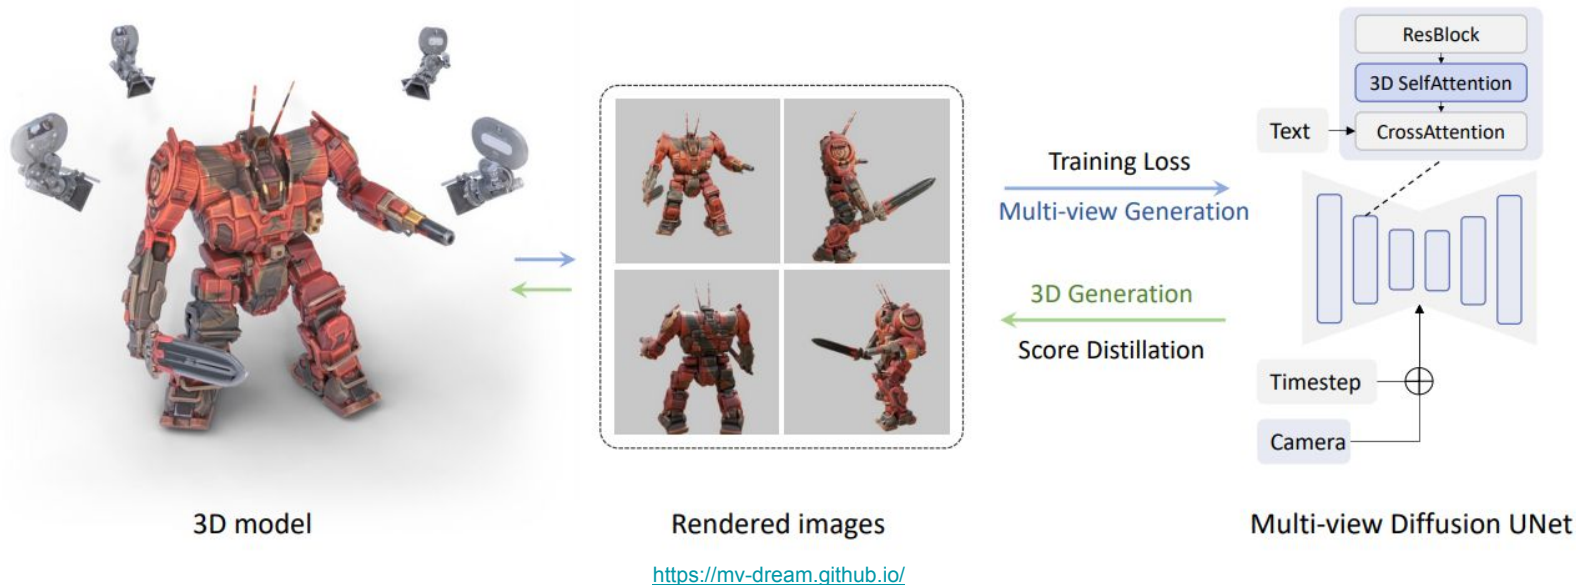 ResBlock
3D SelfAttention
Text
CrossAttention
Training Loss
Multi-view Generation
3D Generation
Score Distillation
Timestep
Camera
3D model
Rendered images
Multi-view Diffusion UNet
https://mv-dream.github.io/